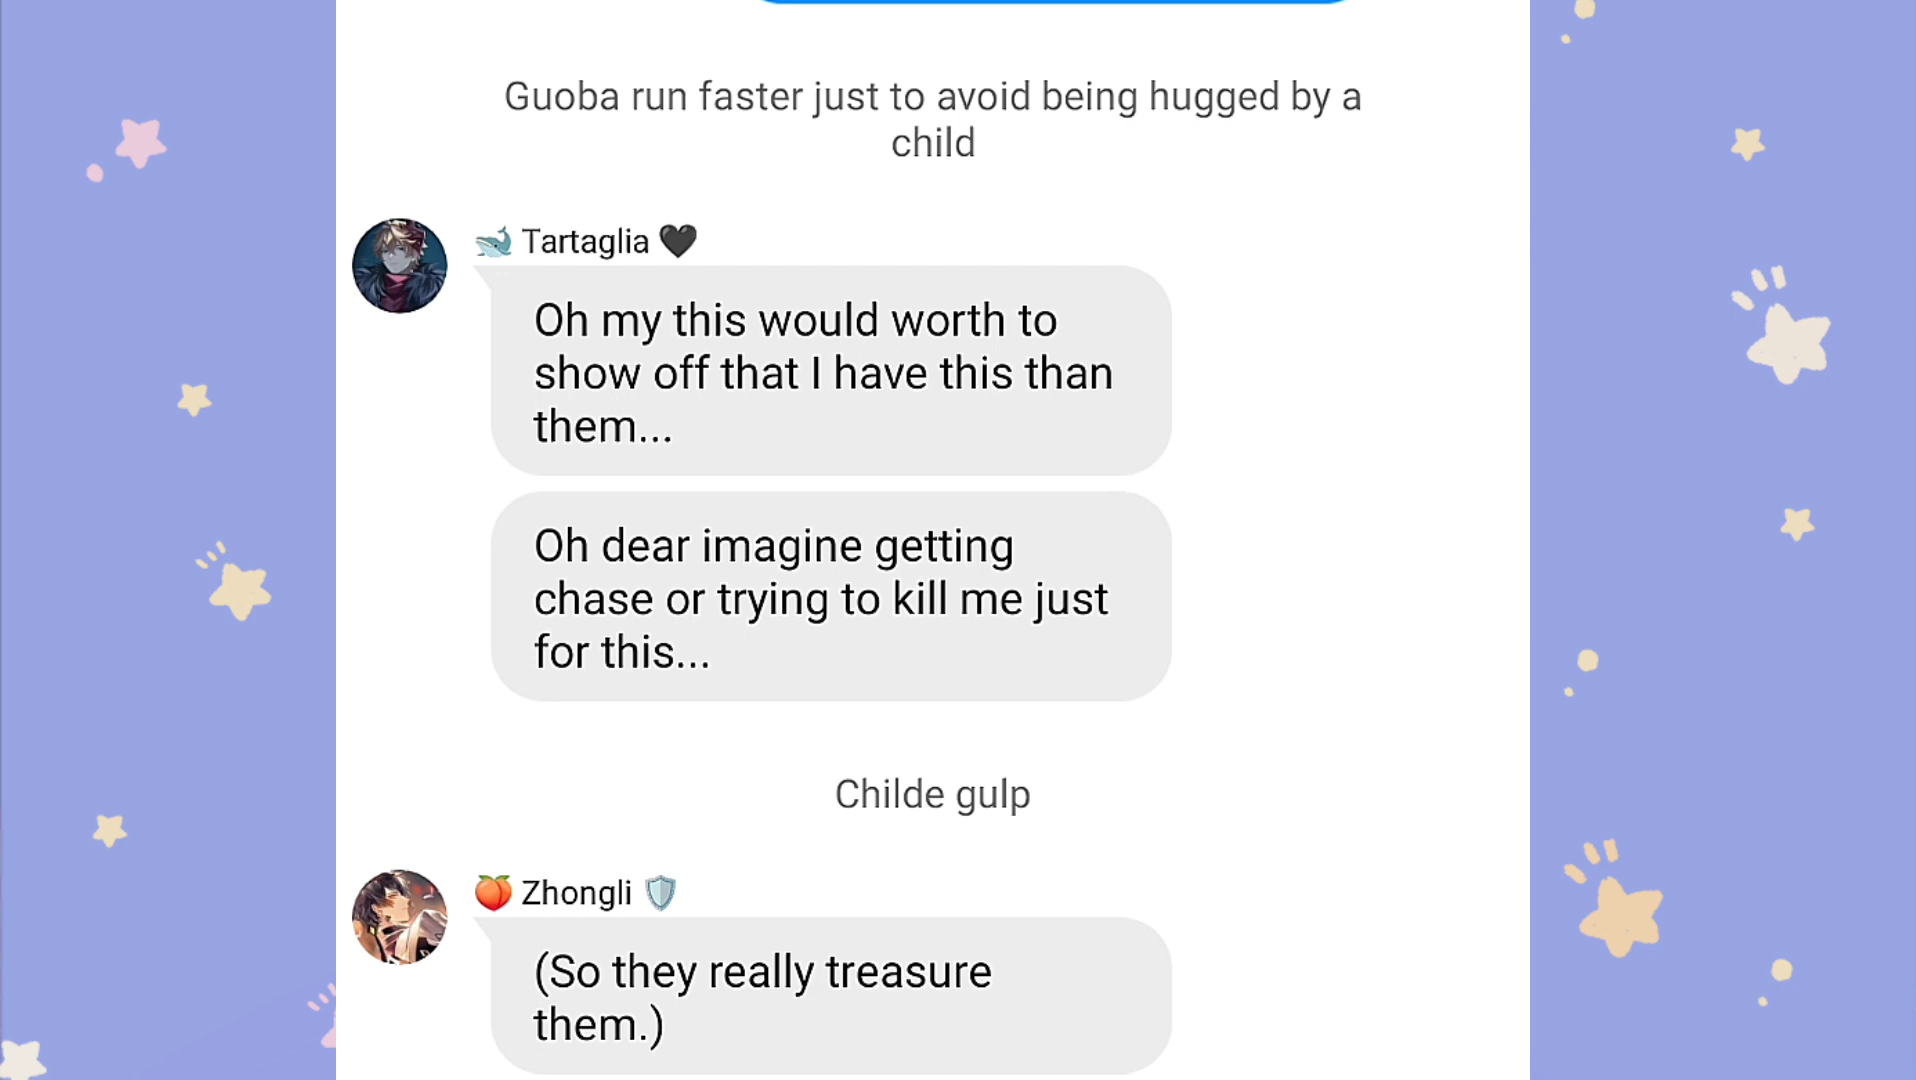 Guoba run faster just to avoid being hugged by a
child
🐳 Tartaglia 🖤
Oh my this would worth to
show off that I have this than
them...
Oh dear imagine getting
chase or trying to kill me just
for this...
Childe gulp
🍑 Zhongli 🛡️
(So they really treasure
them.)